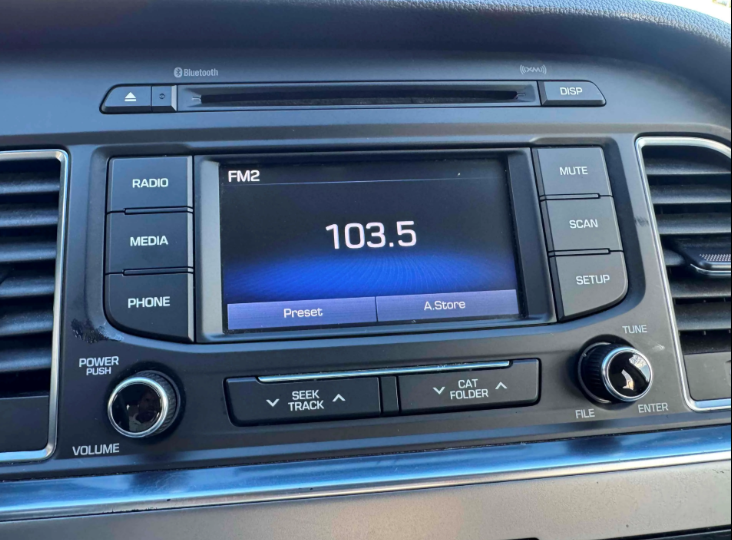 Bluetooth
((XM))
DISP
RADIO
MEDIA
PHONE
FM2
103.5
Preset
A.Store
MUTE
SCAN
SETUP
POWER
PUSH
VOLUME
SEEK
TRACK
CAT
FOLDER
TUNE
FILE
ENTER